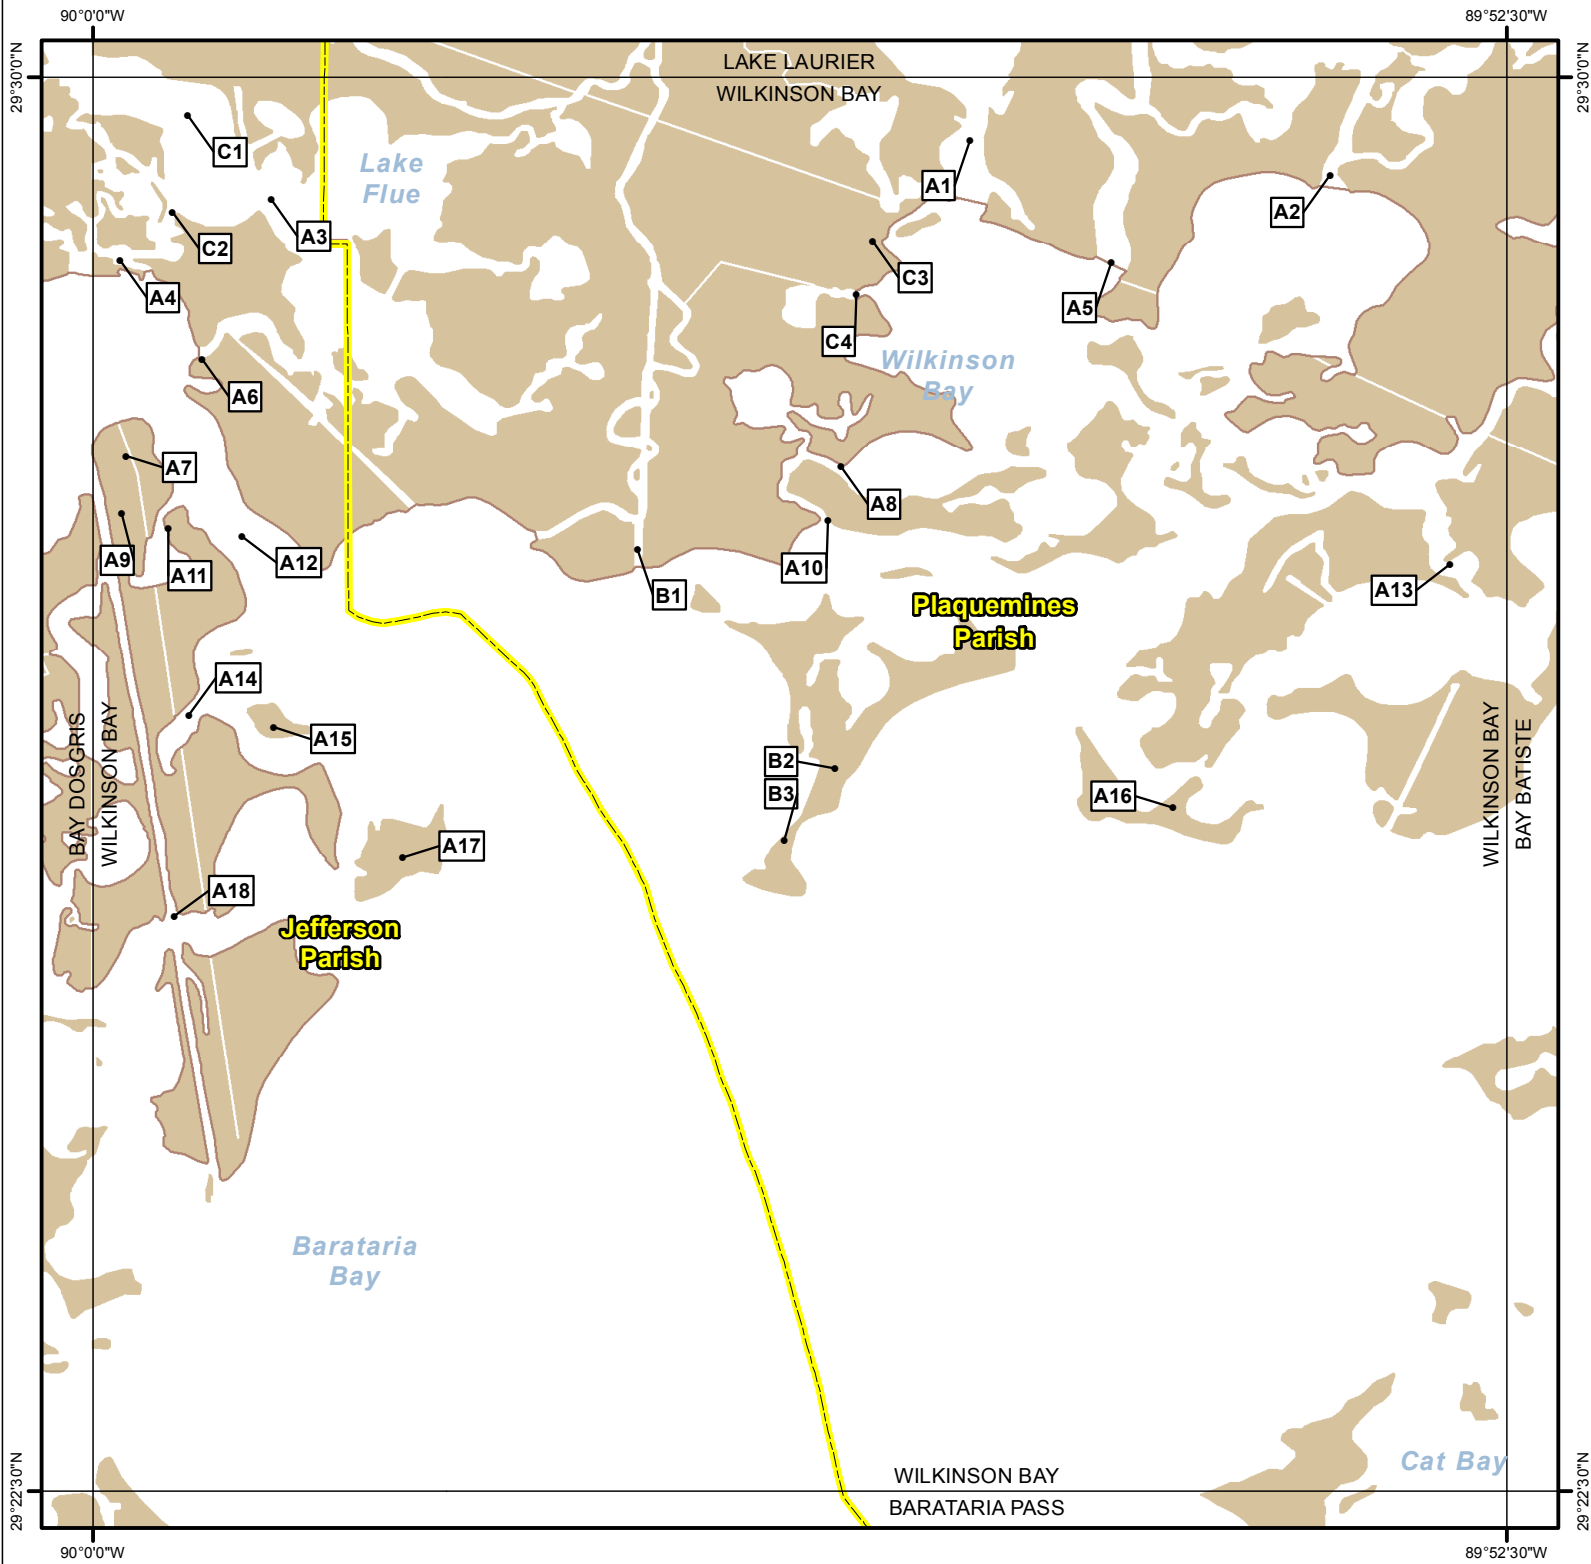 90°0'0"W
89°52'30"W
29°30'0"N
29°30'0"N
LAKE LAURIER
WILKINSON BAY
C1
Lake
Flue
A1
A2
C2
A3
C3
A4
A5
C4
Wilkinson
Bay
A6
A7
A8
A9
A11
A12
A10
B1
A13
Plaquemines
Parish
A14
A15
BAY DOSGRIS
WILKINSON BAY
B2
B3
A16
WILKINSON BAY
BAY BATISTE
A17
A18
Jefferson
Parish
Barataria
Bay
Cat Bay
WILKINSON BAY
BARATARIA PASS
29°22'30"N
29°22'30"N
90°0'0"W
89°52'30"W